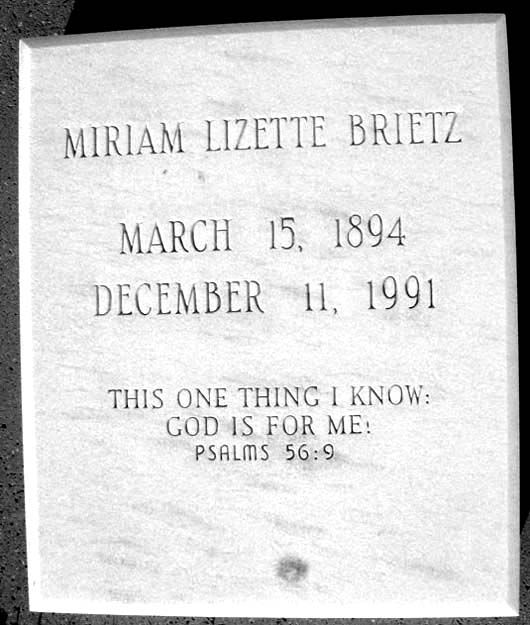 MIRIAM LIZETTE BRIETZ
MARCH 15, 1894
DECEMBER 11, 1991
THIS ONE THING I KNOW:
GOD IS FOR ME!
PSALMS 56:9